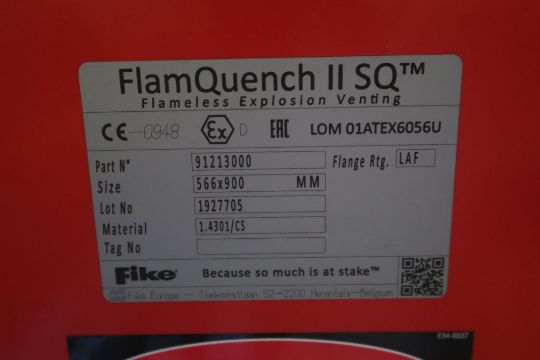 FlamQuench II SQ™
Flameless Explosion Venting
CE 0948 Ex D EAC LOM 01ATEX6056U
Part N° 91213000 Flange Rtg. LAF
Size 566x900 MM
Lot No 1927705
Material 1.4301/CS
Tag No
Fike Because so much is at stake™
Fike Europe - Toekomstlaan 52-2200 Herentals-Belgium
E34-0037